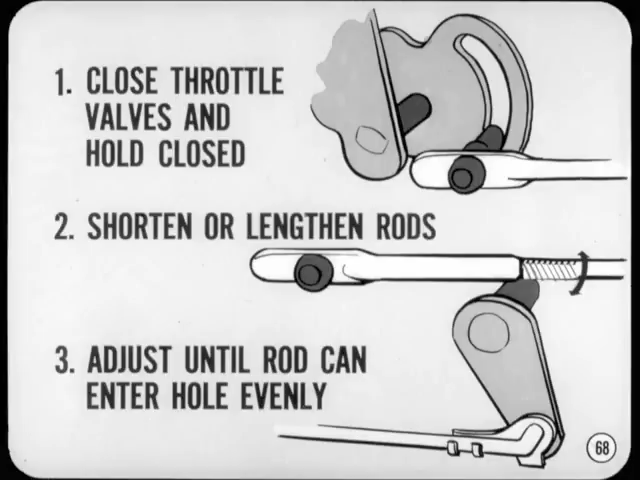 1. CLOSE THROTTLE
VALVES AND
HOLD CLOSED
2. SHORTEN OR LENGTHEN RODS
3. ADJUST UNTIL ROD CAN
ENTER HOLE EVENLY
68